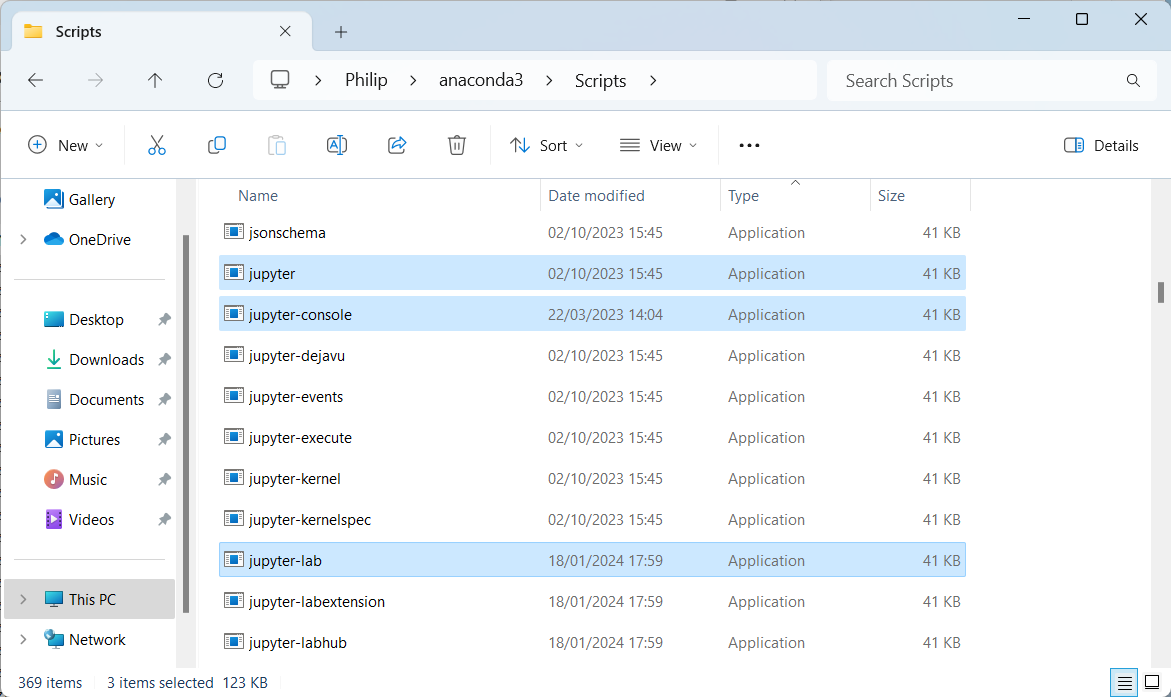 Scripts
Philip anaconda3 Scripts Search Scripts
New Sort View Details
Gallery
OneDrive
Desktop
Downloads
Documents
Pictures
Music
Videos
This PC
Network
Name Date modified Type Size
jsonschema 02/10/2023 15:45 Application 41 KB
jupyter 02/10/2023 15:45 Application 41 KB
jupyter-console 22/03/2023 14:04 Application 41 KB
jupyter-dejavu 02/10/2023 15:45 Application 41 KB
jupyter-events 02/10/2023 15:45 Application 41 KB
jupyter-execute 02/10/2023 15:45 Application 41 KB
jupyter-kernel 02/10/2023 15:45 Application 41 KB
jupyter-kernelspec 02/10/2023 15:45 Application 41 KB
jupyter-lab 18/01/2024 17:59 Application 41 KB
jupyter-labextension 18/01/2024 17:59 Application 41 KB
jupyter-labhub 18/01/2024 17:59 Application 41 KB
369 items 3 items selected 123 KB